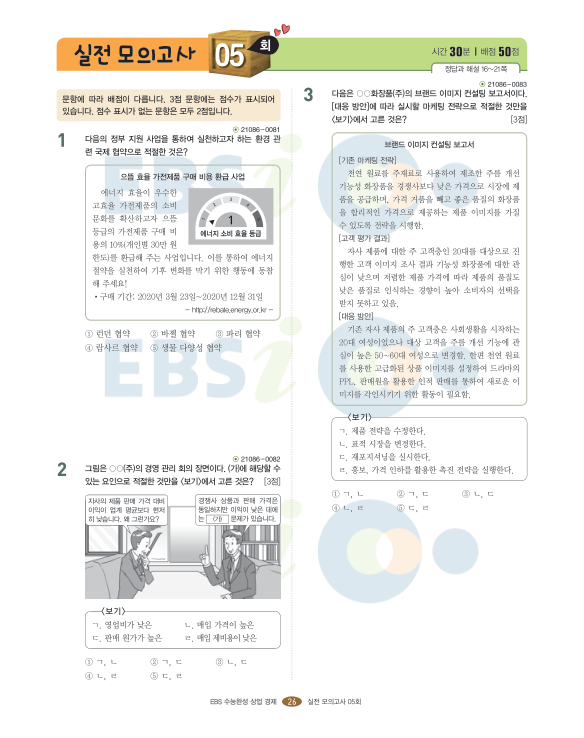 실전 모의고사 05 회
시간 30분 | 배점 50점
정답과 해설 16~21쪽
문항에 따라 배점이 다릅니다. 3점 문항에는 점수가 표시되어
있습니다. 점수 표시가 없는 문항은 모두 2점입니다.
21086-0081
1 다음의 정부 지원 사업을 통하여 실천하고자 하는 환경 관
련 국제 협약으로 적절한 것은?
으뜸 효율 가전제품 구매 비용 환급 사업
에너지 효율이 우수한
고효율 가전제품의 소비
문화를 확산하고자 으뜸
등급의 가전제품 구매 비
용의 10%(개인별 30만 원
한도)를 환급해 주는 사업입니다. 이를 통하여 에너지
절약을 실천하여 기후 변화를 막기 위한 행동에 동참
해 주세요!
1 2 3 4 5
1
에너지 소비 효율 등급
• 구매 기간: 2020년 3월 23일~2020년 12월 31일
- http://rebate.energy.or.kr -
① 런던 협약 ② 바젤 협약 ③ 파리 협약
④ 람사르 협약 ⑤ 생물 다양성 협약
21086-0082
2 그림은 ○○(주)의 경영 관리 회의 장면이다. (가)에 해당할 수
있는 요인으로 적절한 것만을 〈보기〉에서 고른 것은? [3점]
자사의 제품 판매 가격 대비
이익이 업계 평균보다 현저
히 낮습니다. 왜 그런가요?
경쟁사 상품과 판매 가격은
동일하지만 이익이 낮은 데에
는 (가) 문제가 있습니다.
〈보기〉
ㄱ. 영업비가 낮은 ㄴ. 매입 가격이 높은
ㄷ. 판매 원가가 높은 ㄹ. 매입 제비용이 낮은
① ㄱ, ㄴ ② ㄱ, ㄷ ③ ㄴ, ㄷ
④ ㄴ, ㄹ ⑤ ㄷ, ㄹ
21086-0083
3 다음은 ○○화장품(주)의 브랜드 이미지 컨설팅 보고서이다.
[대응 방안]에 따라 실시할 마케팅 전략으로 적절한 것만을
〈보기〉에서 고른 것은? [3점]
브랜드 이미지 컨설팅 보고서
[기존 마케팅 전략]
천연 원료를 주재료로 사용하여 제조한 주름 개선
기능성 화장품을 경쟁사보다 낮은 가격으로 시장에 제
품을 공급하며, 가격 거품을 빼고 좋은 품질의 화장품
을 합리적인 가격으로 제공하는 제품 이미지를 가질
수 있도록 전략을 시행함.
[고객 평가 결과]
자사 제품에 대한 주 고객층인 20대를 대상으로 진
행한 고객 이미지 조사 결과 기능성 화장품에 대한 관
심이 낮으며 저렴한 제품 가격에 따라 제품의 품질도
낮은 품질로 인식하는 경향이 높아 소비자의 선택을
받지 못하고 있음.
[대응 방안]
기존 자사 제품의 주 고객층은 사회생활을 시작하는
20대 여성이었으나 대상 고객을 주름 개선 기능에 관
심이 높은 50~60대 여성으로 변경함. 한편 천연 원료
를 사용한 고급화된 상품 이미지를 설정하여 드라마의
PPL, 판매원을 활용한 인적 판매를 통하여 새로운 이
미지를 각인시키기 위한 활동이 필요함.
〈보기〉
ㄱ. 제품 전략을 수정한다.
ㄴ. 표적 시장을 변경한다.
ㄷ. 재포지셔닝을 실시한다.
ㄹ. 홍보, 가격 인하를 활용한 촉진 전략을 실행한다.
① ㄱ, ㄴ ② ㄱ, ㄷ ③ ㄴ, ㄷ
④ ㄴ, ㄹ ⑤ ㄷ, ㄹ
EBS 수능완성 상업 경제 26 실전 모의고사 05회
EBSi
EBSi